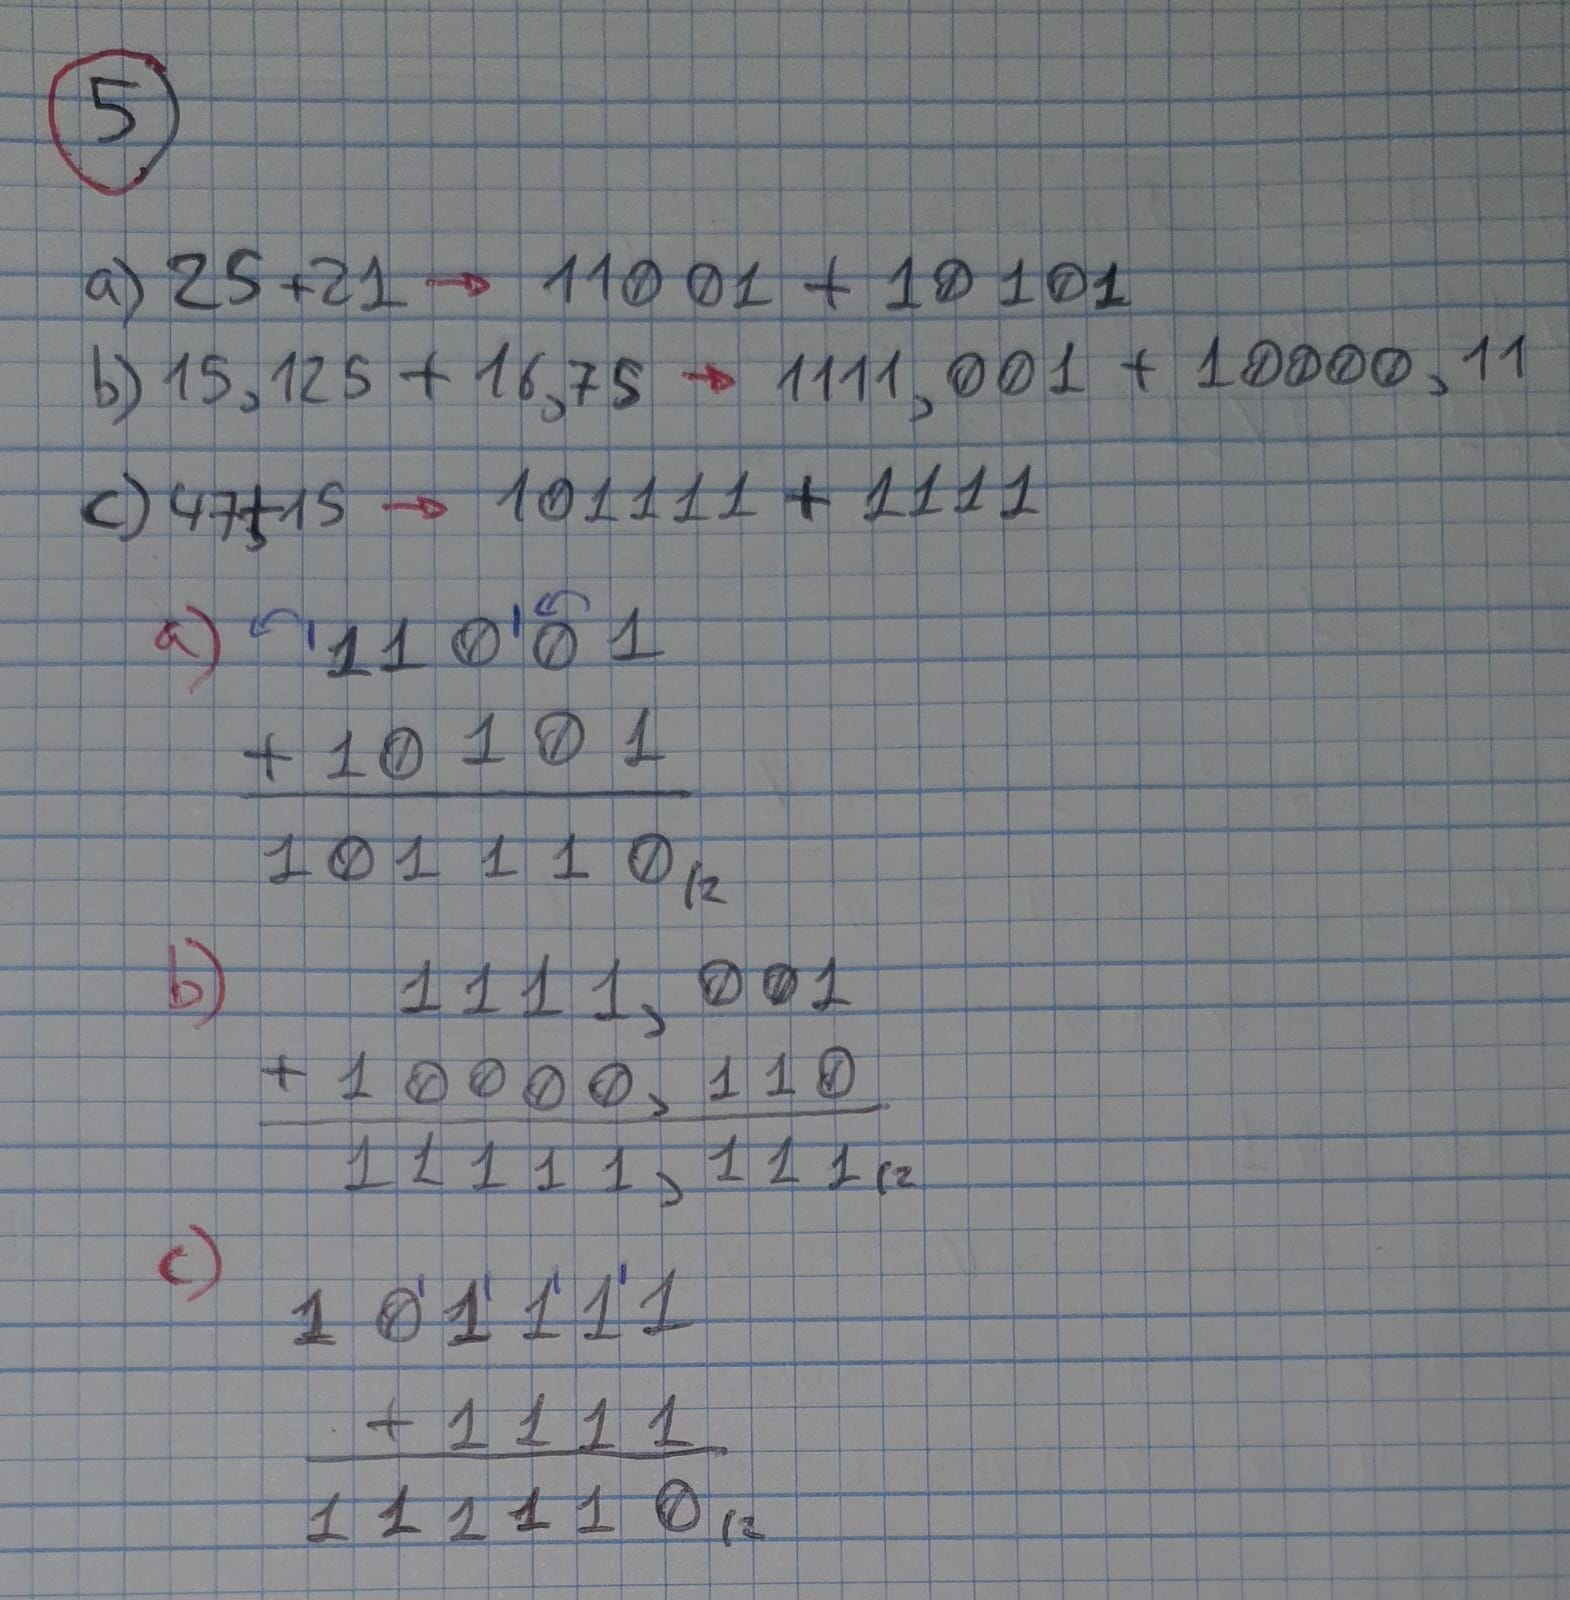 5
a) 25+21 → 11001 + 10101
b) 15,125 + 16,75 → 1111,001 + 10000,11
c) 47+15 → 101111 + 1111
a) 11001
+ 10101
101110(2
b) 1111,001
+ 10000,110
11111,111(2
c)
101111
+ 1111
111110(2